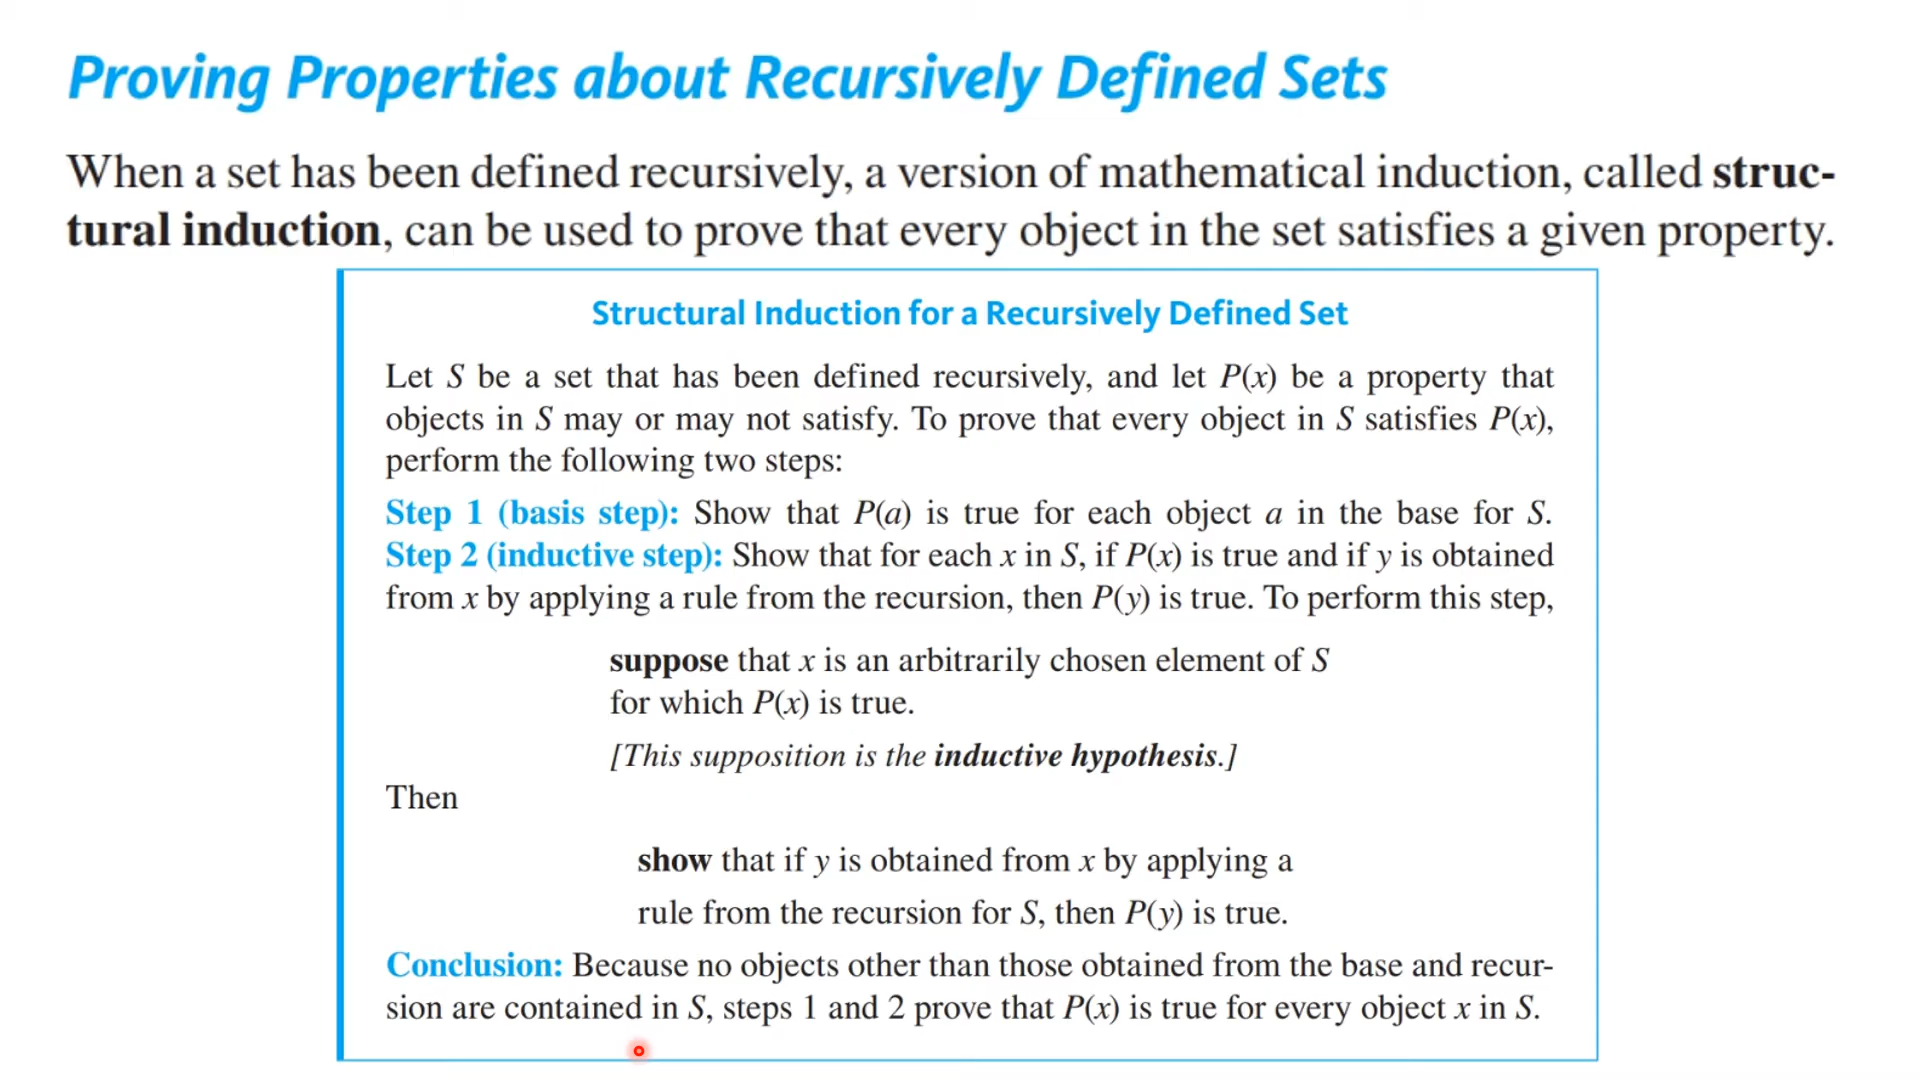 Proving Properties about Recursively Defined Sets
When a set has been defined recursively, a version of mathematical induction, called struc-
tural induction, can be used to prove that every object in the set satisfies a given property.
Structural Induction for a Recursively Defined Set
Let S be a set that has been defined recursively, and let P(x) be a property that
objects in S may or may not satisfy. To prove that every object in S satisfies P(x),
perform the following two steps:
Step 1 (basis step): Show that P(a) is true for each object a in the base for S.
Step 2 (inductive step): Show that for each x in S, if P(x) is true and if y is obtained
from x by applying a rule from the recursion, then P(y) is true. To perform this step,
suppose that x is an arbitrarily chosen element of S
for which P(x) is true.
[This supposition is the inductive hypothesis.]
Then
show that if y is obtained from x by applying a
rule from the recursion for S, then P(y) is true.
Conclusion: Because no objects other than those obtained from the base and recur-
sion are contained in S, steps 1 and 2 prove that P(x) is true for every object x in S.